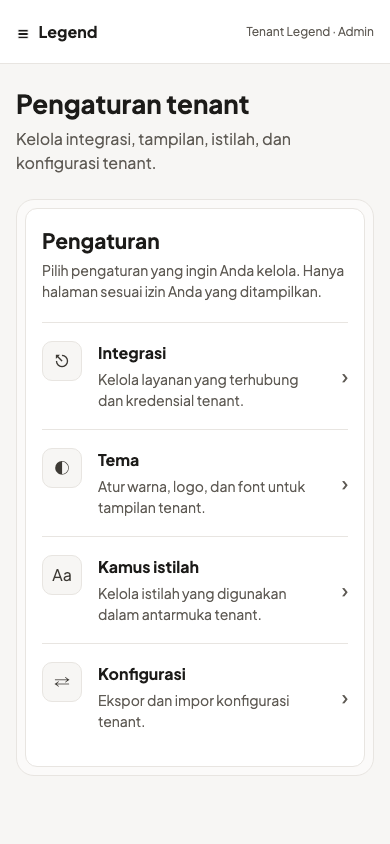 ≡ Legend
Tenant Legend · Admin
Pengaturan tenant
Kelola integrasi, tampilan, istilah, dan
konfigurasi tenant.
Pengaturan
Pilih pengaturan yang ingin Anda kelola. Hanya
halaman sesuai izin Anda yang ditampilkan.
Integrasi
Kelola layanan yang terhubung
dan kredensial tenant.
Tema
Atur warna, logo, dan font untuk
tampilan tenant.
Aa
Kamus istilah
Kelola istilah yang digunakan
dalam antarmuka tenant.
Konfigurasi
Ekspor dan impor konfigurasi
tenant.